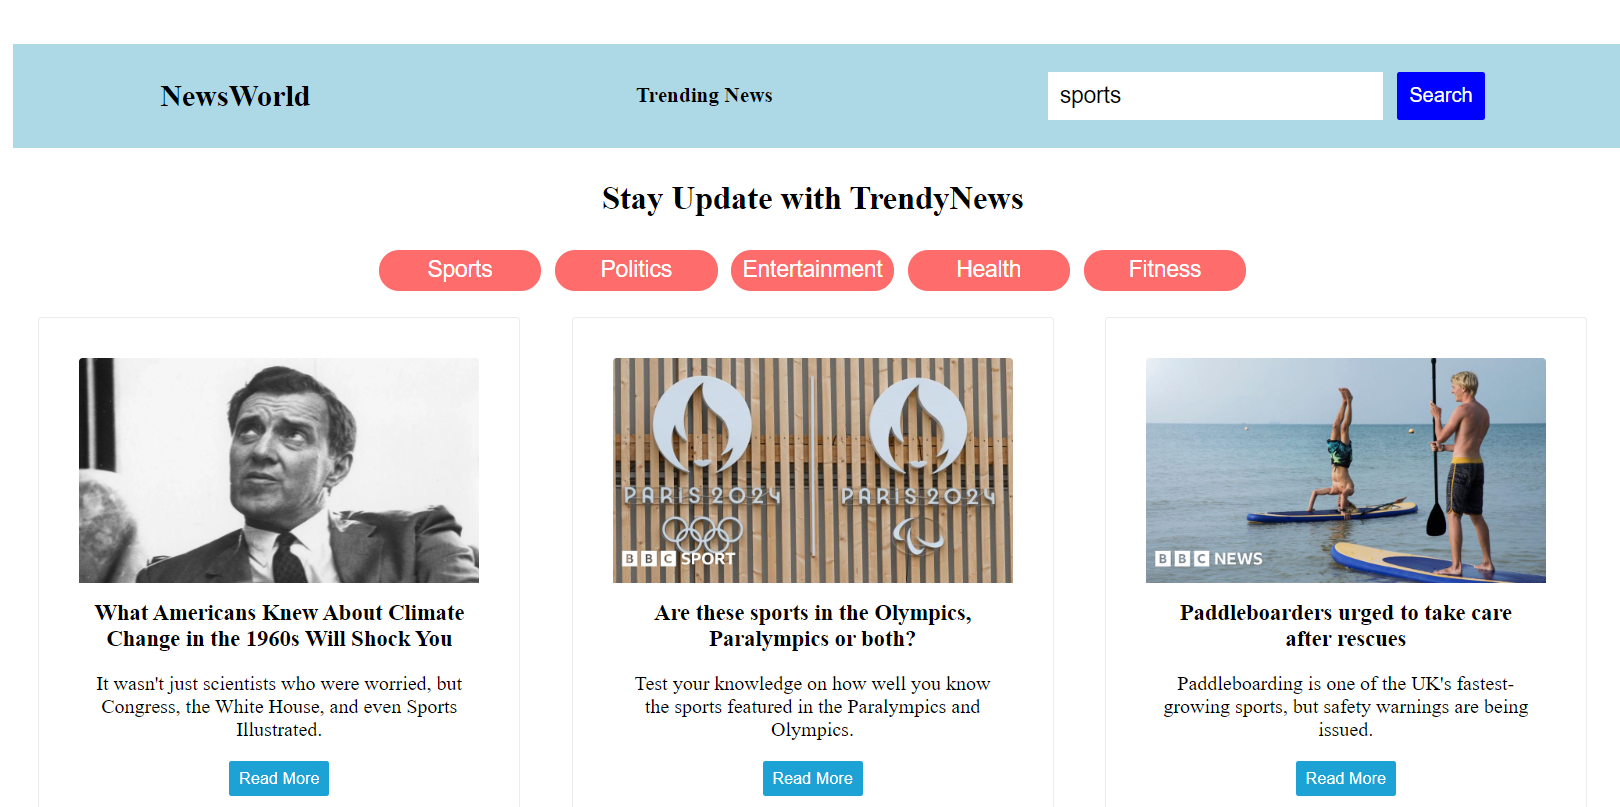 NewsWorld
Trending News
sports
Search
Stay Update with TrendyNews
Sports
Politics
Entertainment
Health
Fitness
What Americans Knew About Climate
Change in the 1960s Will Shock You
It wasn't just scientists who were worried, but
Congress, the White House, and even Sports
Illustrated.
Read More
PARIS 2024
PARIS 2024
BBC SPORT
Are these sports in the Olympics,
Paralympics or both?
Test your knowledge on how well you know
the sports featured in the Paralympics and
Olympics.
Read More
BBC NEWS
Paddleboarders urged to take care
after rescues
Paddleboarding is one of the UK's fastest-
growing sports, but safety warnings are being
issued.
Read More